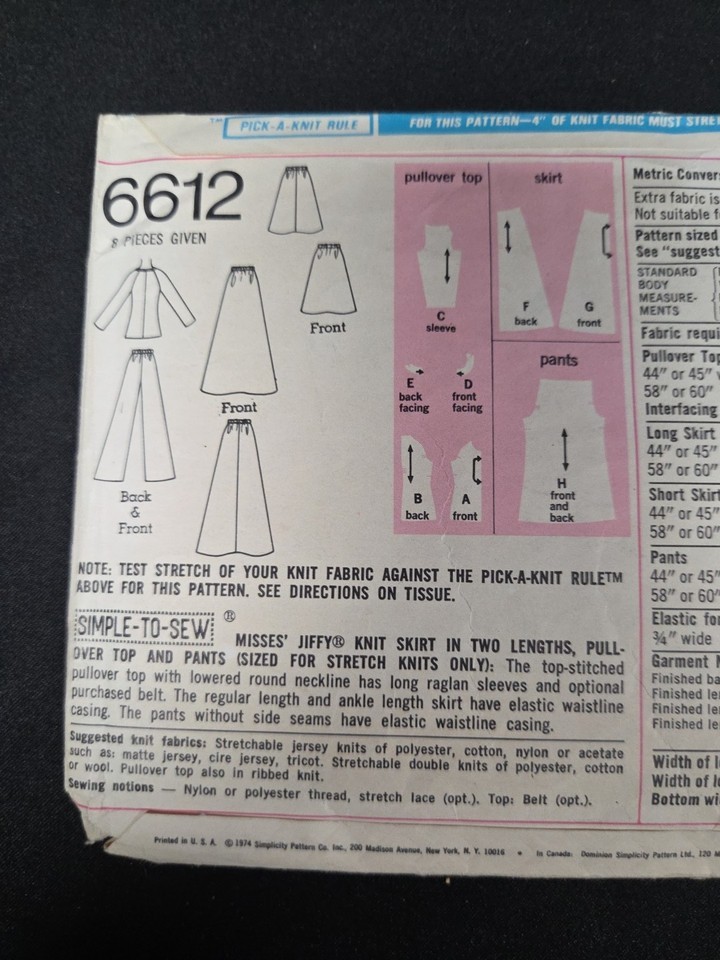 ™ PICK-A-KNIT RULE
FOR THIS PATTERN—4" OF KNIT FABRIC MUST
6612
8 PIECES GIVEN
Front
Front
Back
&
Front
pullover top
C
sleeve
E
back
facing
D
front
facing
B
back
A
front
skirt
F
back
G
front
pants
H
front
and
back
Metric
Extra fabric is
Not suitable
Pattern sized
See
STANDARD
BODY
MEASURE-
MENTS
Fabric
Pullover Top
44" or 45"
58" or 60"
Interfacing
Long Skirt
44" or 45"
58" or 60"
Short Skirt
44" or 45"
58" or 60"
Pants
44" or 45"
58" or 60"
Elastic
¾" wide
Garment
Finished
Finished
Finished
Finished
Width of
Width of
Bottom
NOTE: TEST STRETCH OF YOUR KNIT FABRIC AGAINST THE PICK-A-KNIT RULE™
ABOVE FOR THIS PATTERN. SEE DIRECTIONS ON TISSUE.
SIMPLE-TO-SEW ®
MISSES' JIFFY® KNIT SKIRT IN TWO LENGTHS, PULL-
OVER TOP AND PANTS (SIZED FOR STRETCH KNITS ONLY): The top-stitched
pullover top with lowered round neckline has long raglan sleeves and optional
purchased belt. The regular length and ankle length skirt have elastic waistline
casing. The pants without side seams have elastic waistline casing.
Suggested knit fabrics: Stretchable jersey knits of polyester, cotton, nylon or acetate
such as: matte jersey, cire jersey, tricot. Stretchable double knits of polyester, cotton
or wool. Pullover top also in ribbed knit.
Sewing notions — Nylon or polyester thread, stretch lace (opt.). Top: Belt (opt.).
Printed in U. S. A. © 1974 Simplicity Pattern Co. Inc., 200 Madison Avenue, New York, N. Y. 10016 • In Canada: Dominion Simplicity Pattern Ltd., 120